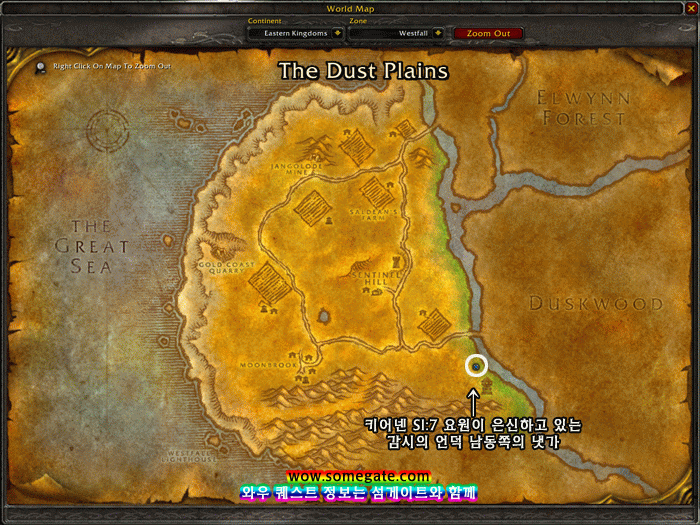 World Map
Continent
Zone
Eastern Kingdoms
Westfall
Zoom Out
Right Click On Map To Zoom Out
The Dust Plains
ELWYNN
FOREST
JANGOLODE
MINE
SALDEAN'S
FARM
THE
GREAT
SEA
GOLD COAST
QUARRY
SENTINEL
HILL
DUSKWOOD
MOONBROOK
키어넨 SI:7 요원이 은신하고 있는
감시의 언덕 남동쪽의 냇가
WESTFALL
LIGHTHOUSE
wow.somegate.com
와우 퀘스트 정보는 섬게이트와 함께